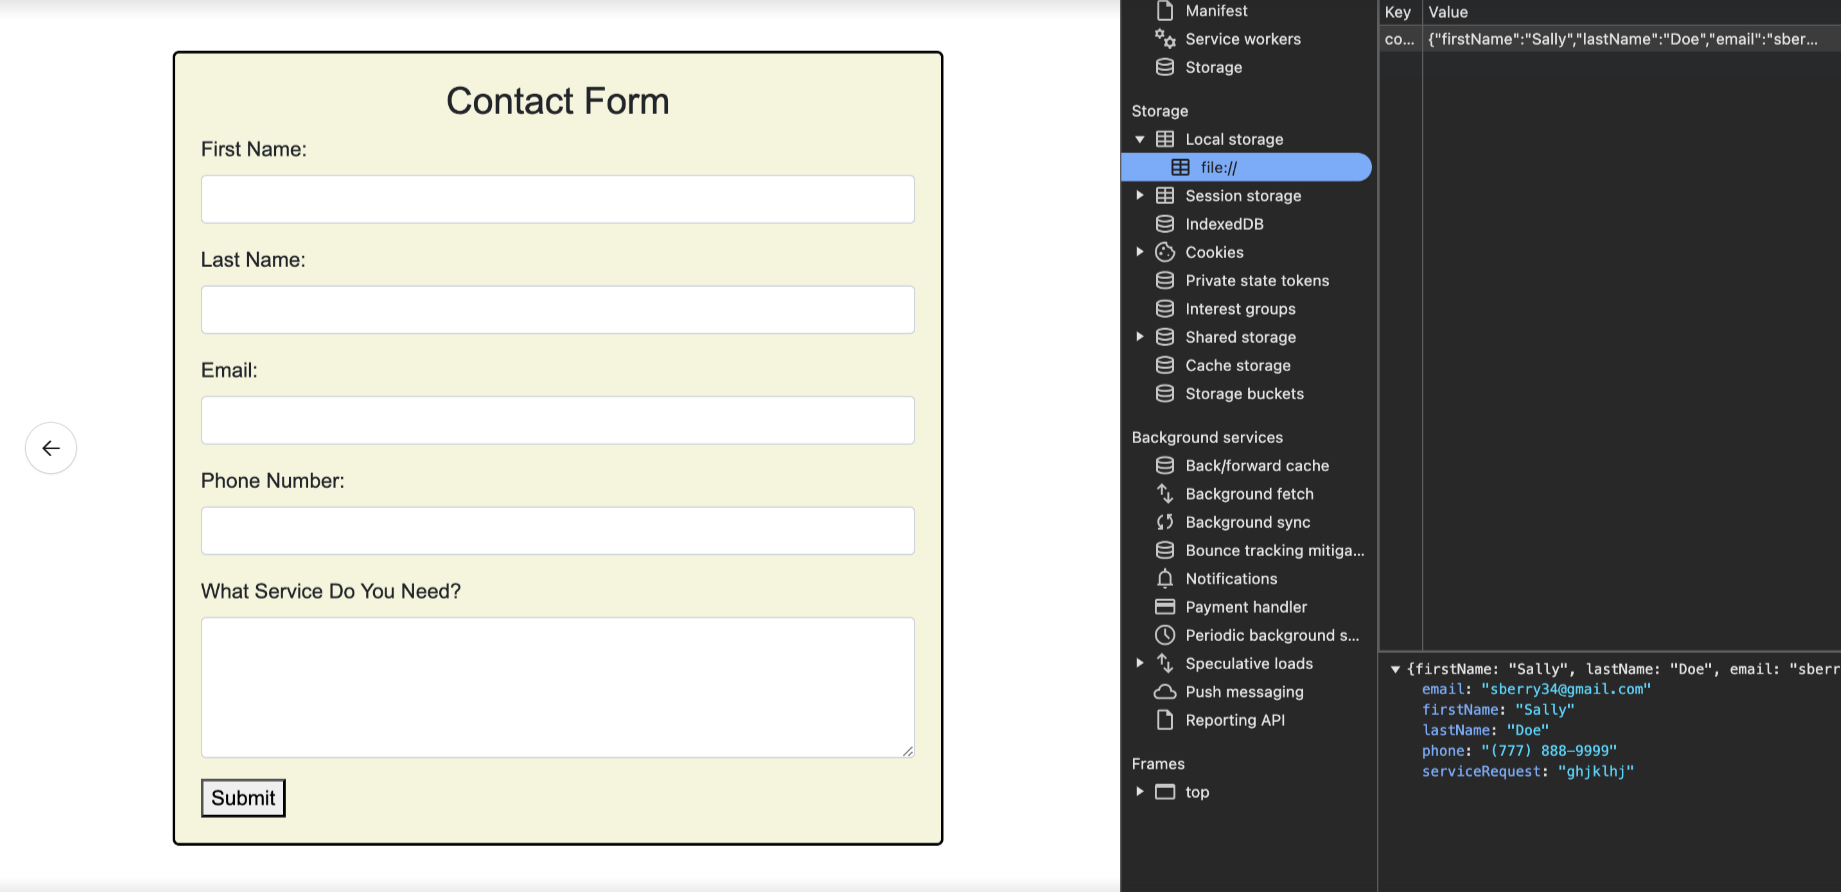 Contact Form
First Name:
Last Name:
Email:
Phone Number:
What Service Do You Need?
Submit
Manifest
Service workers
Storage
Storage
Local storage
file://
Session storage
IndexedDB
Cookies
Private state tokens
Interest groups
Shared storage
Cache storage
Storage buckets
Background services
Back/forward cache
Background fetch
Background sync
Bounce tracking mitiga...
Notifications
Payment handler
Periodic background s...
Speculative loads
Push messaging
Reporting API
Frames
top
Key Value
co... {"firstName":"Sally","lastName":"Doe","email":"sber...
{firstName: "Sally", lastName: "Doe", email: "sberr
email: "sberry34@gmail.com"
firstName: "Sally"
lastName: "Doe"
phone: "(777) 888-9999"
serviceRequest: "ghjklhj"